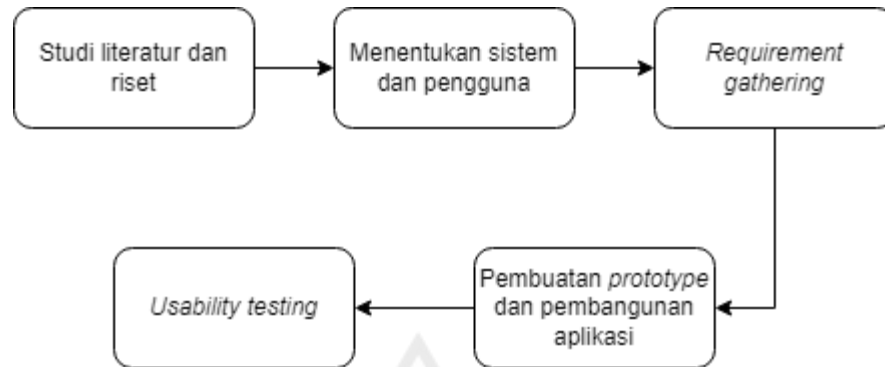 Studi literatur dan
riset
Menentukan sistem
dan pengguna
Requirement
gathering
Pembuatan prototype
dan pembangunan
aplikasi
Usability testing